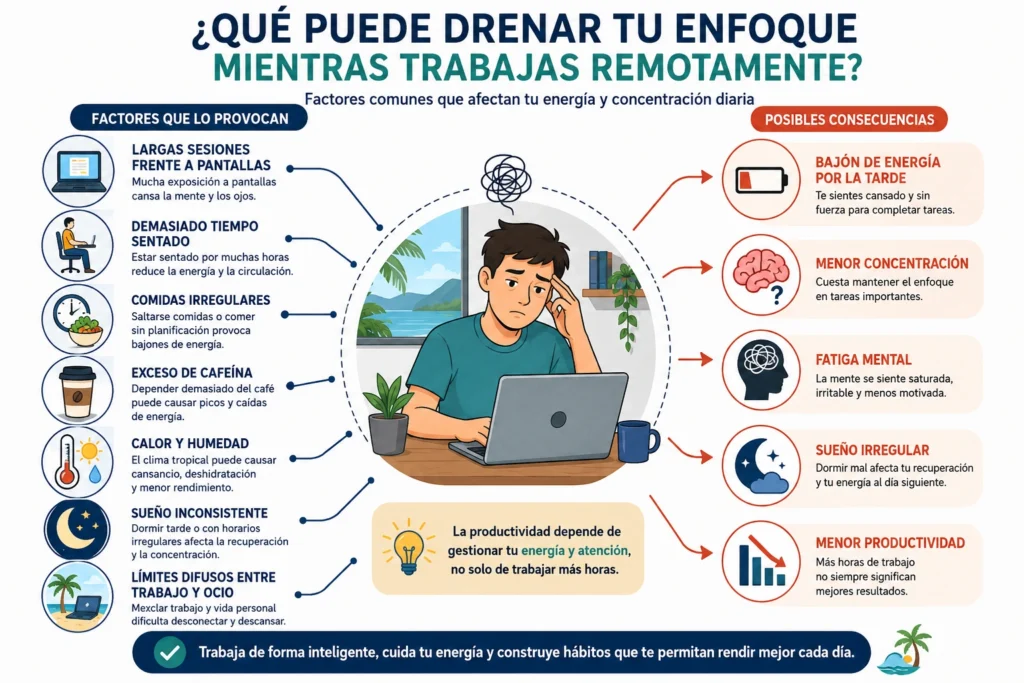 ¿QUÉ PUEDE DRENAR TU ENFOQUE
MIENTRAS TRABAJAS REMOTAMENTE?
Factores comunes que afectan tu energía y concentración diaria
FACTORES QUE LO PROVOCAN
LARGAS SESIONES
FRENTE A PANTALLAS
Mucha exposición a pantallas
cansa la mente y los ojos.
DEMASIADO TIEMPO
SENTADO
Estar sentado por muchas horas
reduce la energía y la circulación.
COMIDAS IRREGULARES
Saltarse comidas o comer
sin planificación provoca
bajones de energía.
EXCESO DE CAFEÍNA
Depender demasiado del café
puede causar picos y caídas
de energía.
CALOR Y HUMEDAD
El clima tropical puede causar
cansancio, deshidratación
y menor rendimiento.
SUEÑO INCONSISTENTE
Dormir tarde o con horarios
irregulares afecta la recuperación
y la concentración.
LÍMITES DIFUSOS ENTRE
TRABAJO Y OCIO
Mexclar trabajo y vida personal
dificulta desconectar y descansar.
La productividad depende de
gestionar tu energía y atención,
no solo de trabajar más horas.
POSIBLES CONSECUENCIAS
BAJÓN DE ENERGÍA
POR LA TARDE
Te sientes cansado y sin
fuerza para completar tareas.
?
MENOR CONCENTRACIÓN
Cuesta mantener el enfoque
en tareas importantes.
FATIGA MENTAL
La mente se siente saturada,
irritable y menos motivada.
SUEÑO IRREGULAR
Dormir mal afecta tu recuperación
y tu energía al día siguiente.
MENOR PRODUCTIVIDAD
Más horas de trabajo
no siempre significan
mejores resultados.
Trabaja de forma inteligente, cuida tu energía y construye hábitos que te permitan rendir mejor cada día.